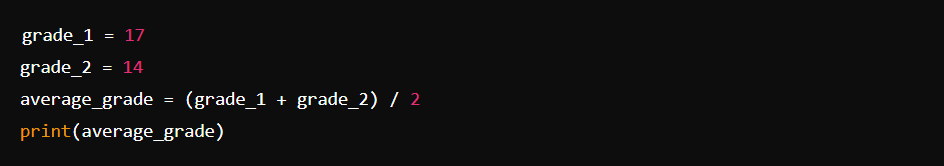 grade_1 = 17
grade_2 = 14
average_grade = (grade_1 + grade_2) / 2
print(average_grade)